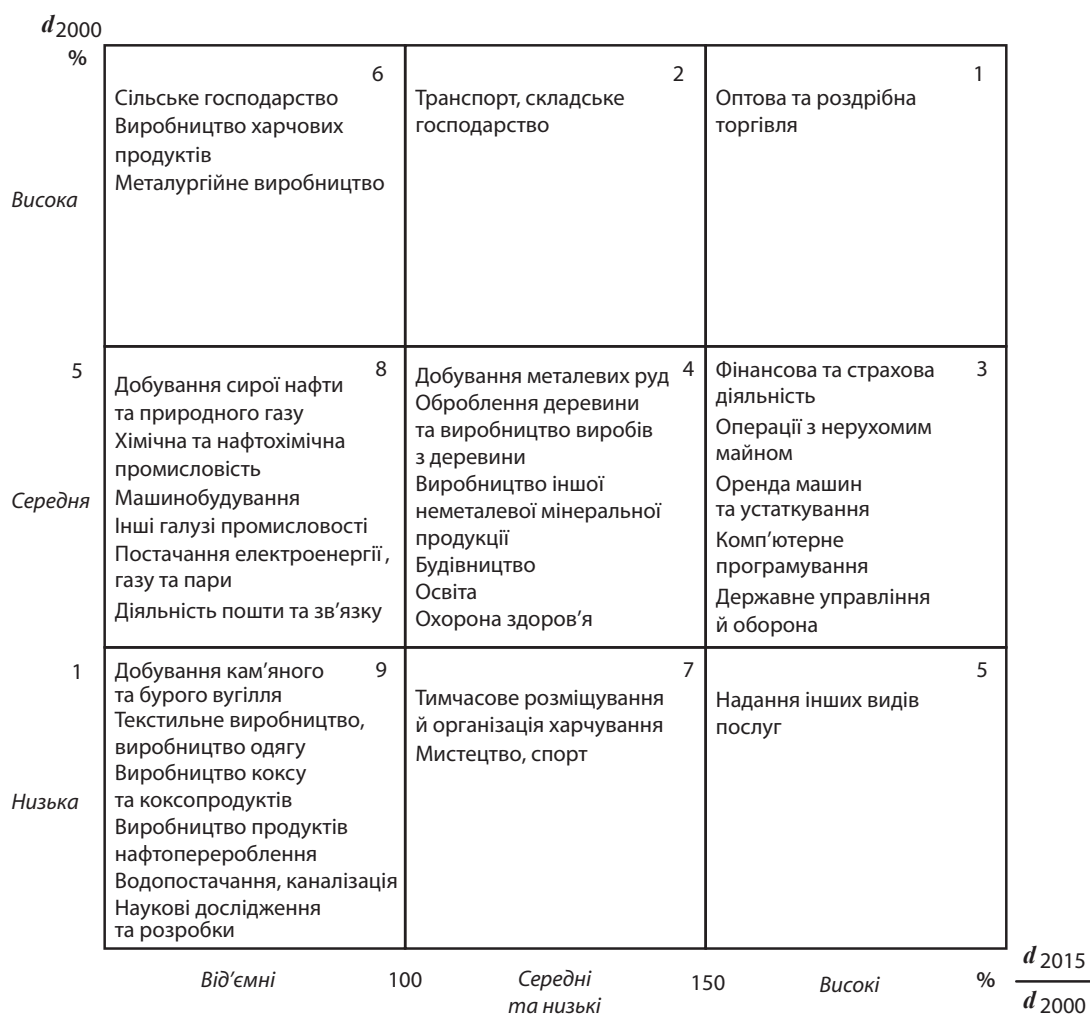 d 2000
%
6
Сільське господарство
Виробництво харчових
продуктів
Металургійне виробництво
2
Транспорт, складське
господарство
1
Оптова та роздрібна
торгівля
Висока
5
8
Добування сирої нафти
та природного газу
Хімічна та нафтохімічна
промисловість
Машинобудування
Інші галузі промисловості
Постачання електроенергії ,
газу та пари
Діяльність пошти та зв’язку
Добування металевих руд 4
Оброблення деревини
та виробництво виробів
з деревини
Виробництво іншої
неметалевої мінеральної
продукції
Будівництво
Освіта
Охорона здоров’я
Фінансова та страхова 3
діяльність
Операції з нерухомим
майном
Оренда машин
та устаткування
Комп’ютерне
програмування
Державне управління
й оборона
Середня
1
Добування кам’яного 9
та бурого вугілля
Текстильне виробництво,
виробництво одягу
Виробництво коксу
та коксопродуктів
Виробництво продуктів
нафтоперероблення
Водопостачання, каналізація
Наукові дослідження
та розробки
7
Тимчасове розміщування
й організація харчування
Мистецтво, спорт
5
Надання інших видів
послуг
Низька
Від’ємні 100 Середні 150 Високі %
та низькі
d 2015
d 2000